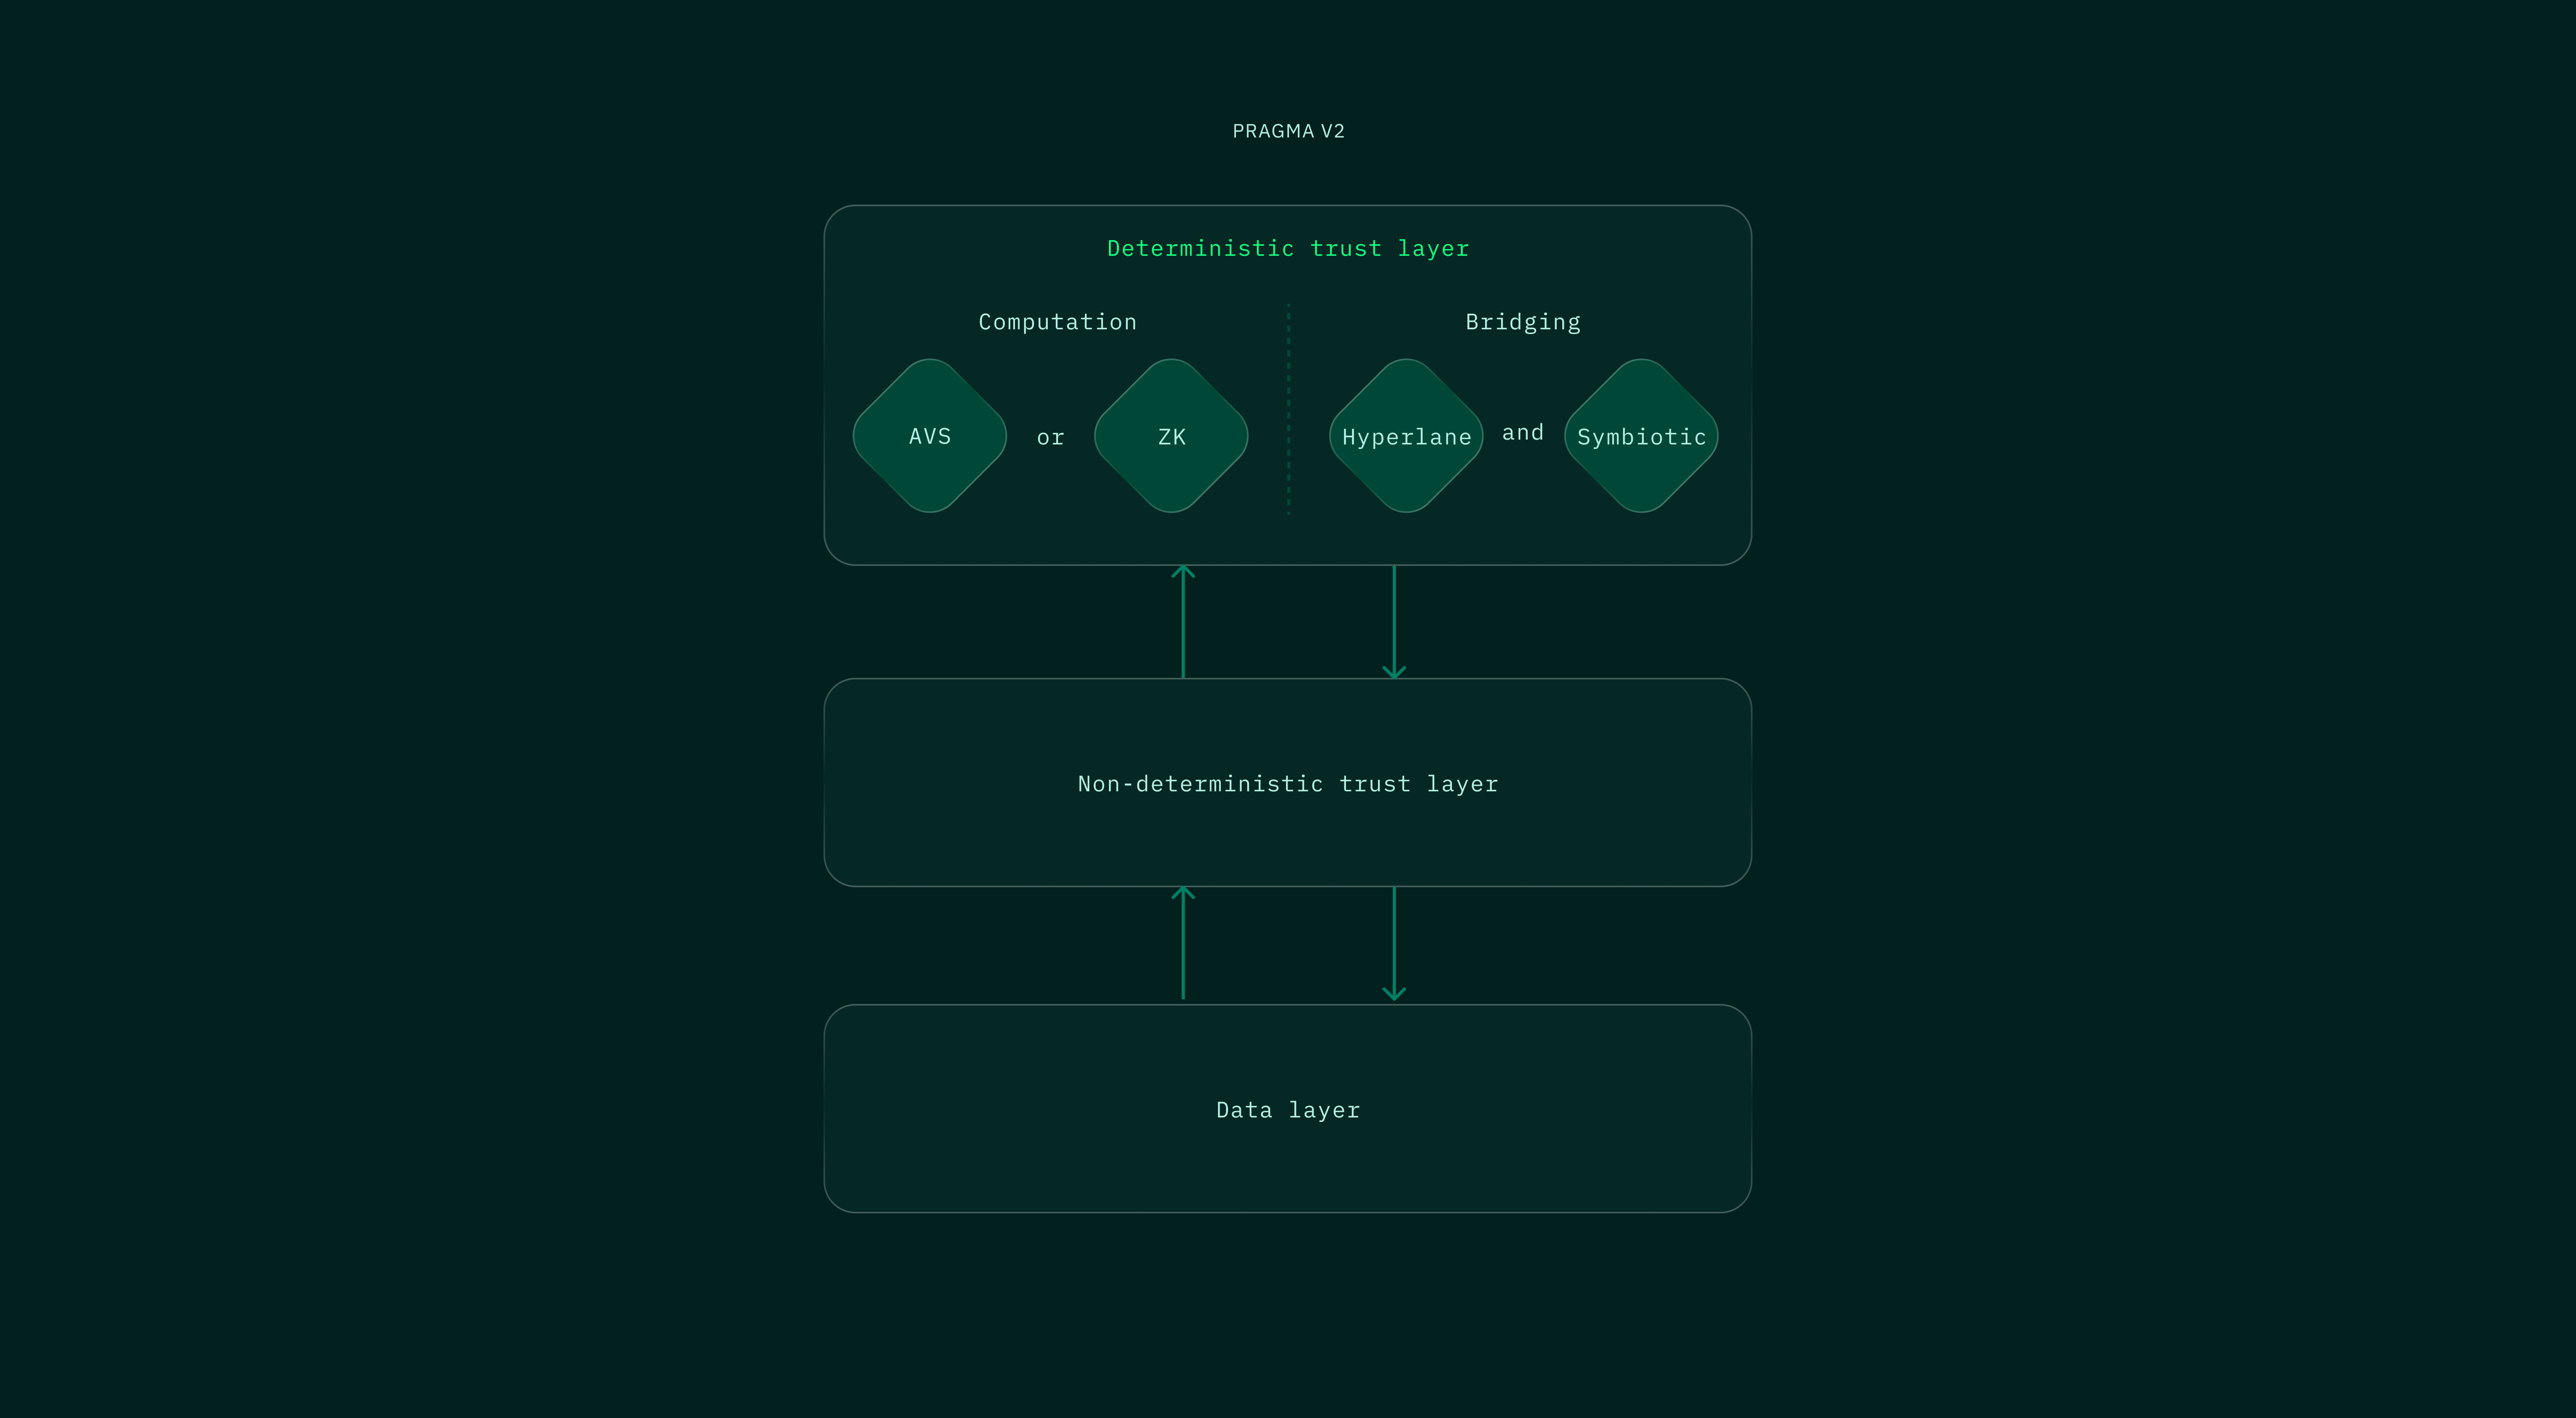 PRAGMA V2
Deterministic trust layer
Computation
Bridging
AVS or ZK
Hyperlane and Symbiotic
Non-deterministic trust layer
Data layer